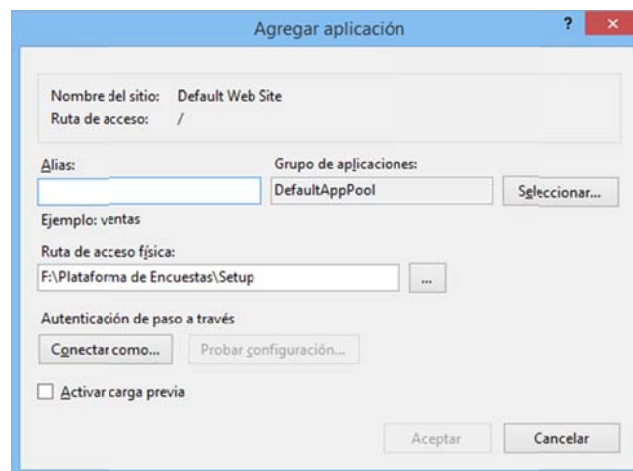 Agregar aplicación
?
Nombre del sitio: Default Web Site
Ruta de acceso: /
Alias: Grupo de aplicaciones:
DefaultAppPool Seleccionar...
Ejemplo: ventas
Ruta de acceso física:
F:\Plataforma de Encuestas\Setup ...
Autenticación de paso a través
Conectar como... Probar configuración...
Activar carga previa
Aceptar Cancelar